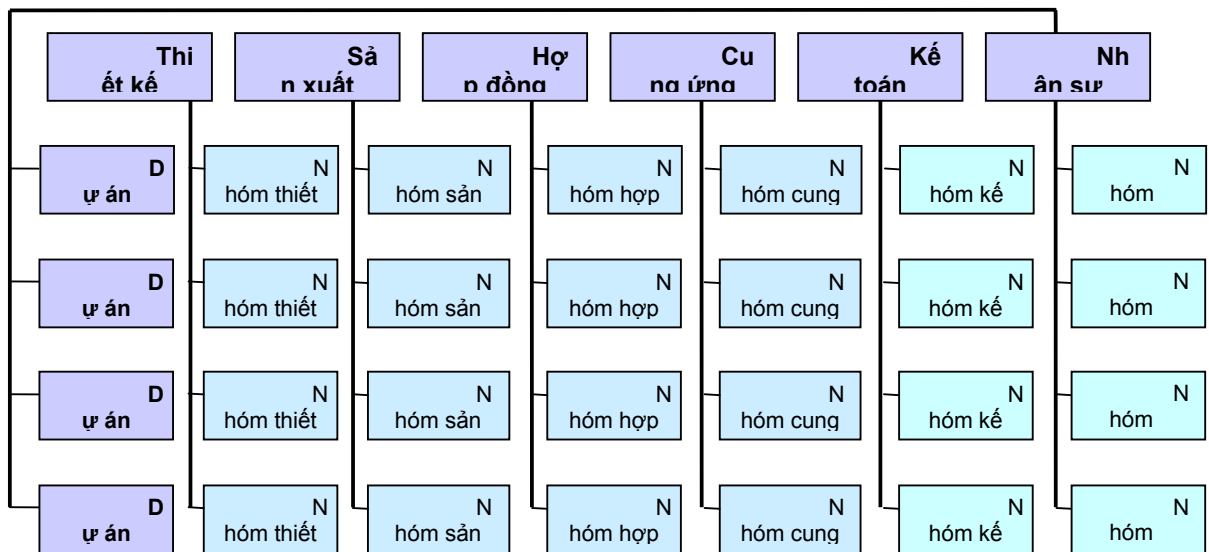 Thi
ết kế
Sả
n xuất
Hợ
p đồng
Cu
ng ứng
Kế
toán
Nh
ân sự
D
ự án
N
hóm thiết
N
hóm sản
N
hóm hợp
N
hóm cung
N
hóm kế
N
hóm
D
ự án
N
hóm thiết
N
hóm sản
N
hóm hợp
N
hóm cung
N
hóm kế
N
hóm
D
ự án
N
hóm thiết
N
hóm sản
N
hóm hợp
N
hóm cung
N
hóm kế
N
hóm
D
ự án
N
hóm thiết
N
hóm sản
N
hóm hợp
N
hóm cung
N
hóm kế
N
hóm